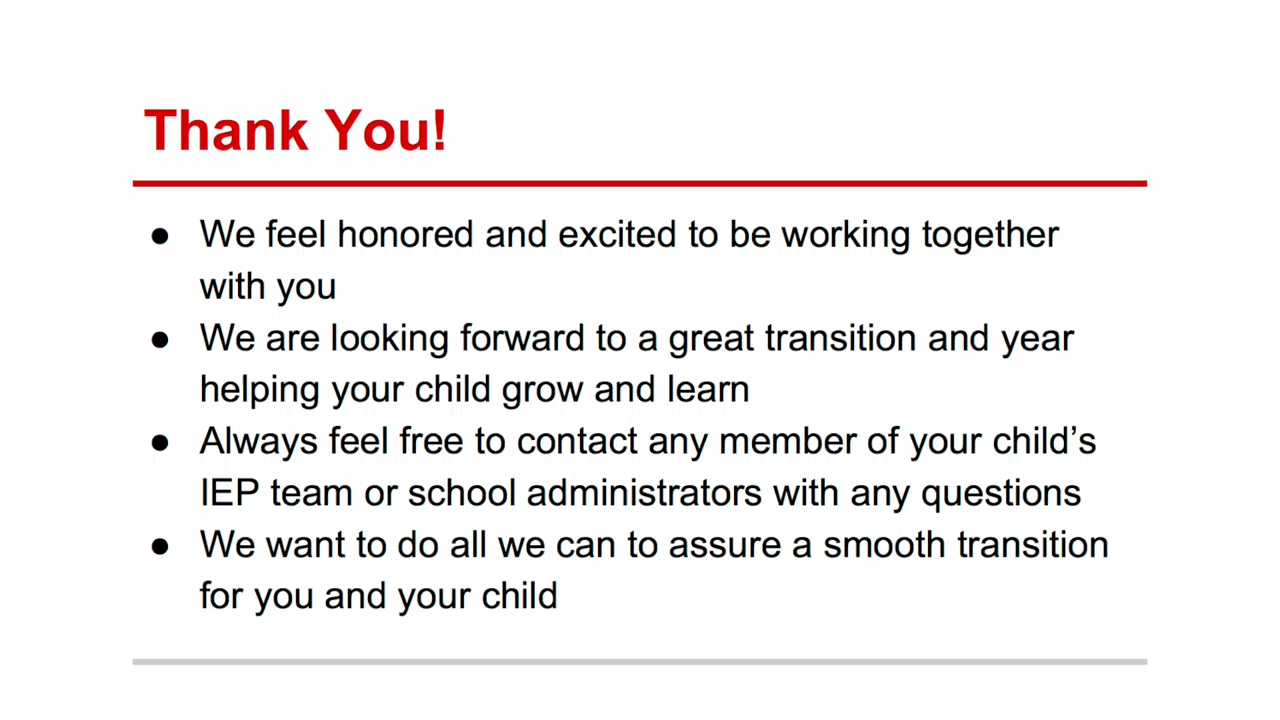 Thank You!
● We feel honored and excited to be working together
with you
● We are looking forward to a great transition and year
helping your child grow and learn
● Always feel free to contact any member of your child’s
IEP team or school administrators with any questions
● We want to do all we can to assure a smooth transition
for you and your child